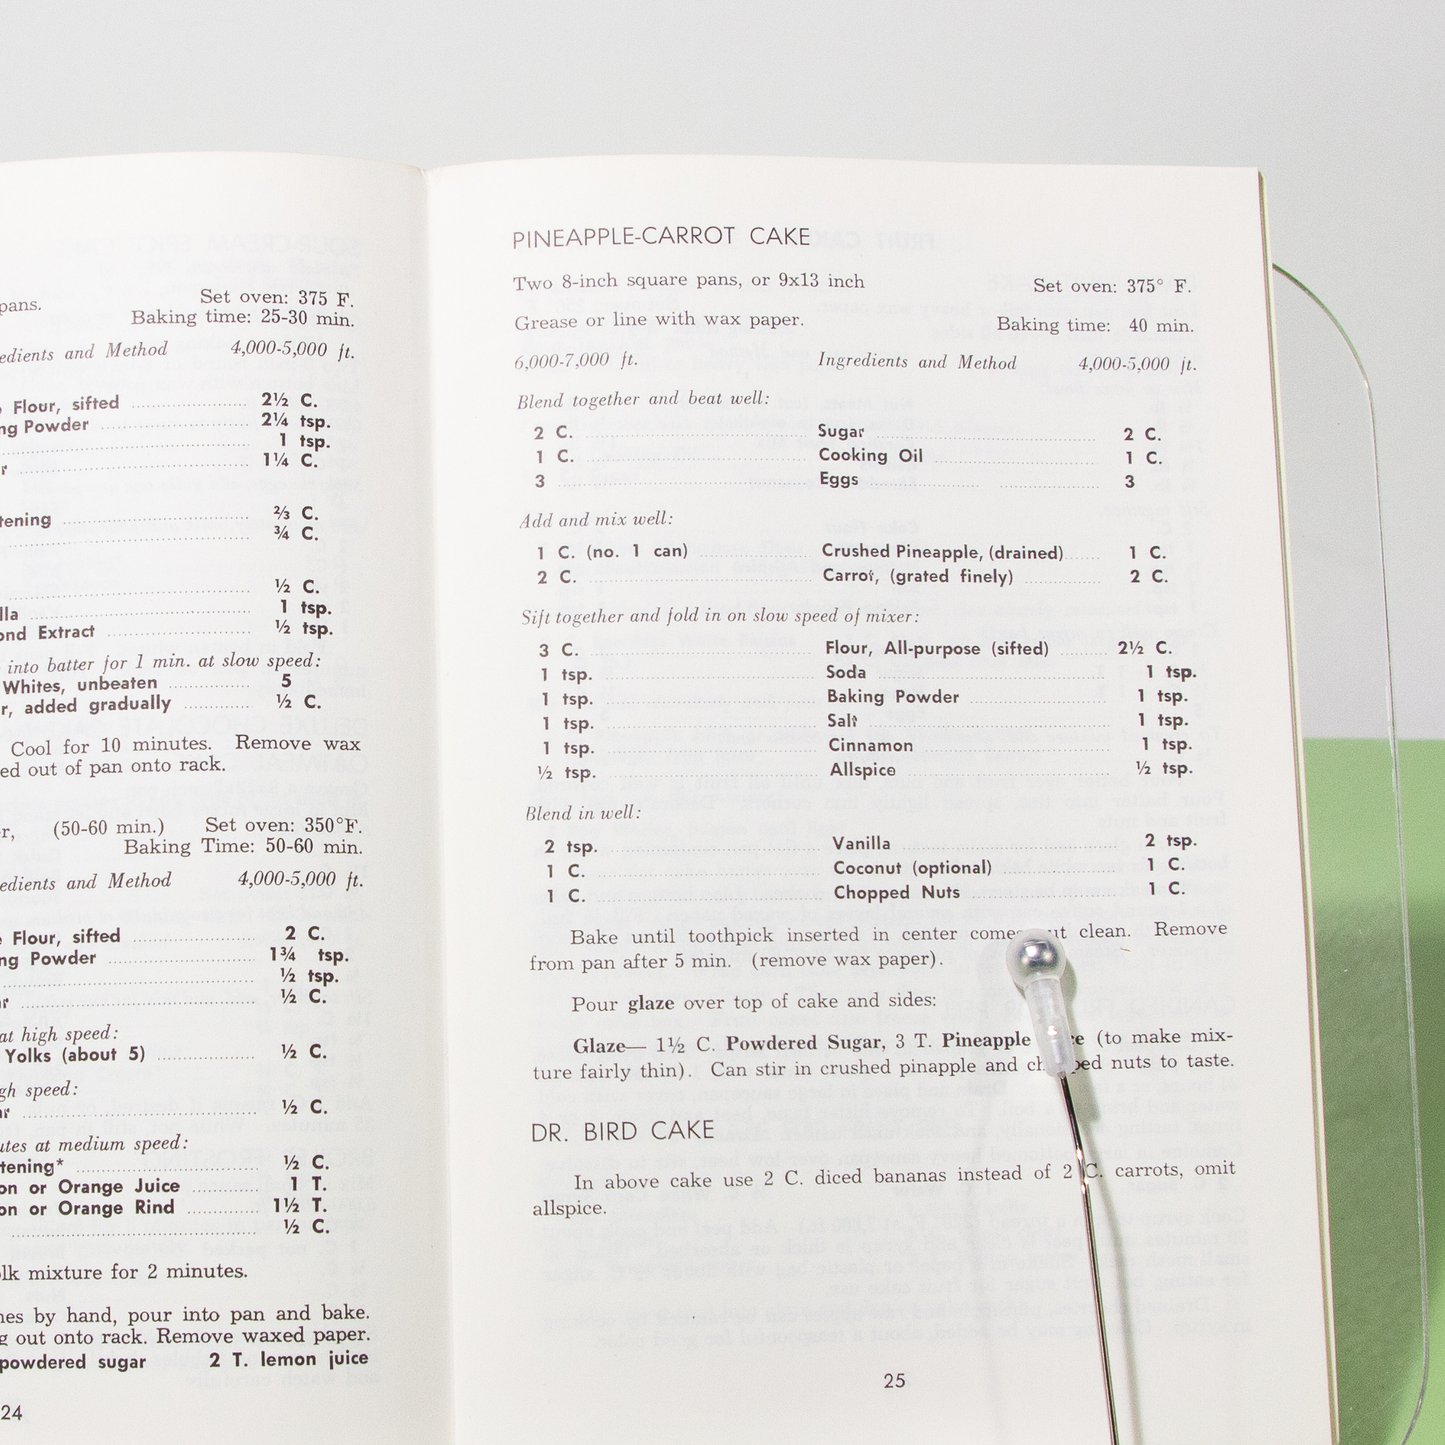 pans.
Set oven: 375 F.
Baking time: 25-30 min.
and Method 4,000-5,000 ft.
Flour, sifted 2½ C.
Powder 2¼ tsp.
1 tsp.
1¼ C.
⅔ C.
¾ C.
½ C.
1 tsp.
Extract ½ tsp.
into batter for 1 min. at slow speed:
Whites, unbeaten 5
added gradually ½ C.
Cool for 10 minutes. Remove wax
out of pan onto rack.
(50-60 min.) Set oven: 350°F.
Baking Time: 50-60 min.
and Method 4,000-5,000 ft.
Flour, sifted 2 C.
Powder 1¾ tsp.
½ tsp.
½ C.
at high speed:
Yolks (about 5) ½ C.
speed:
½ C.
at medium speed:
½ C.
or Orange Juice 1 T.
or Orange Rind 1½ T.
½ C.
mixture for 2 minutes.
by hand, pour into pan and bake.
out onto rack. Remove waxed paper.
powdered sugar 2 T. lemon juice
24
PINEAPPLE-CARROT CAKE
Two 8-inch square pans, or 9x13 inch Set oven: 375° F.
Grease or line with wax paper. Baking time: 40 min.
6,000-7,000 ft. Ingredients and Method 4,000-5,000 ft.
Blend together and beat well:
2 C. Sugar 2 C.
1 C. Cooking Oil 1 C.
3 Eggs 3
Add and mix well:
1 C. (no. 1 can) Crushed Pineapple, (drained) 1 C.
2 C. Carrot, (grated finely) 2 C.
Sift together and fold in on slow speed of mixer:
3 C. Flour, All-purpose (sifted) 2½ C.
1 tsp. Soda 1 tsp.
1 tsp. Baking Powder 1 tsp.
1 tsp. Salt 1 tsp.
1 tsp. Cinnamon 1 tsp.
½ tsp. Allspice ½ tsp.
Blend in well:
2 tsp. Vanilla 2 tsp.
1 C. Coconut (optional) 1 C.
1 C. Chopped Nuts 1 C.
Bake until toothpick inserted in center comes clean. Remove
from pan after 5 min. (remove wax paper).
Pour glaze over top of cake and sides:
Glaze— 1½ C. Powdered Sugar, 3 T. Pineapple (to make mix-
ture fairly thin). Can stir in crushed pinapple and nuts to taste.
DR. BIRD CAKE
In above cake use 2 C. diced bananas instead of 2 C. carrots, omit
allspice.
25